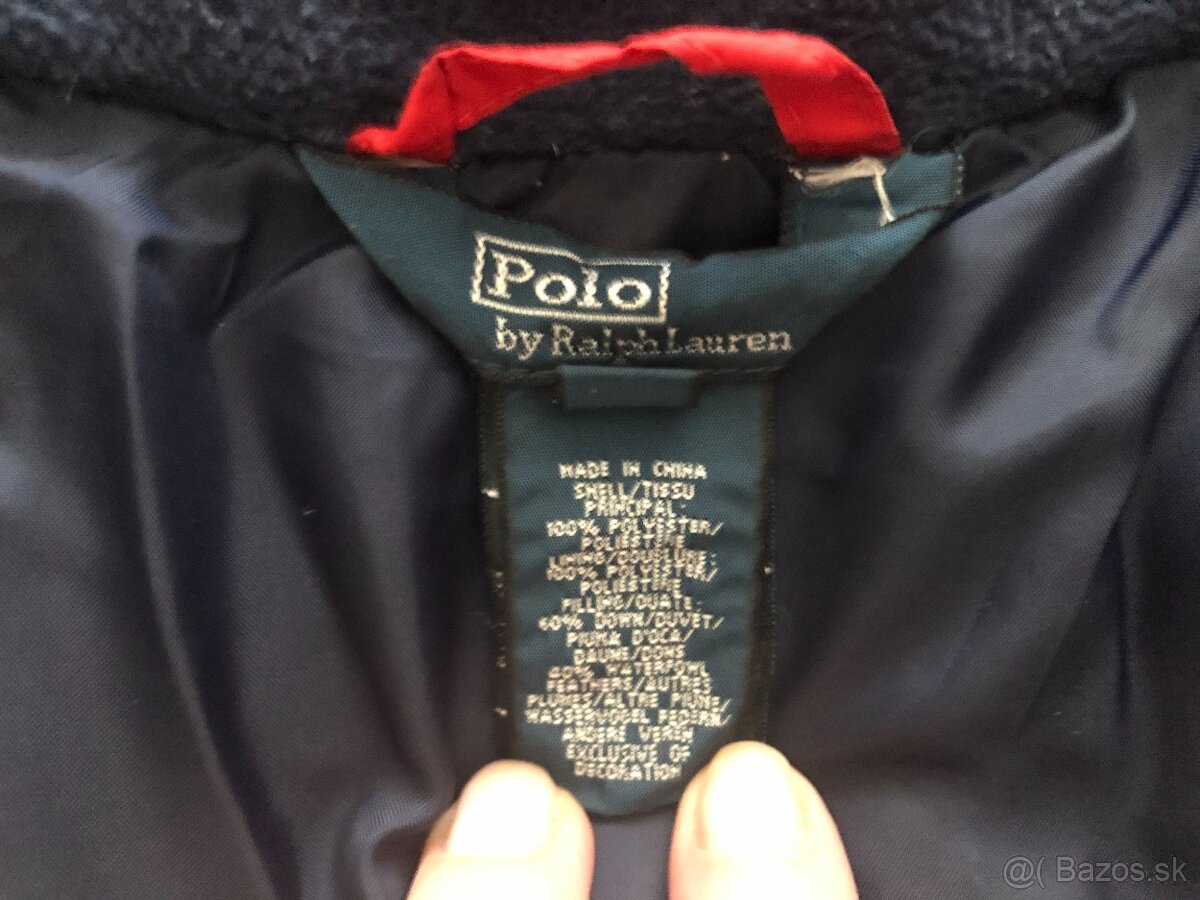 Polo
by Ralph Lauren
MADE IN CHINA
SHELL/TISSU
PRINCIPAL:
100% POLYESTER/
POLIESTERE
LINING/DOUBLURE:
100% POLYESTER/
POLIESTERE
FILLING/OUATE:
60% DOWN/DUVET/
PIUMA D'OCA/
DAUNE/DONS
40% WATERFOWL
FEATHERS/AUTRES
PLUMES/ALTRE PIUME/
WASSERVOGEL FEDERN/
ANDERE VEREN
EXCLUSIVE OF
DECORATION
@( Bazos.sk